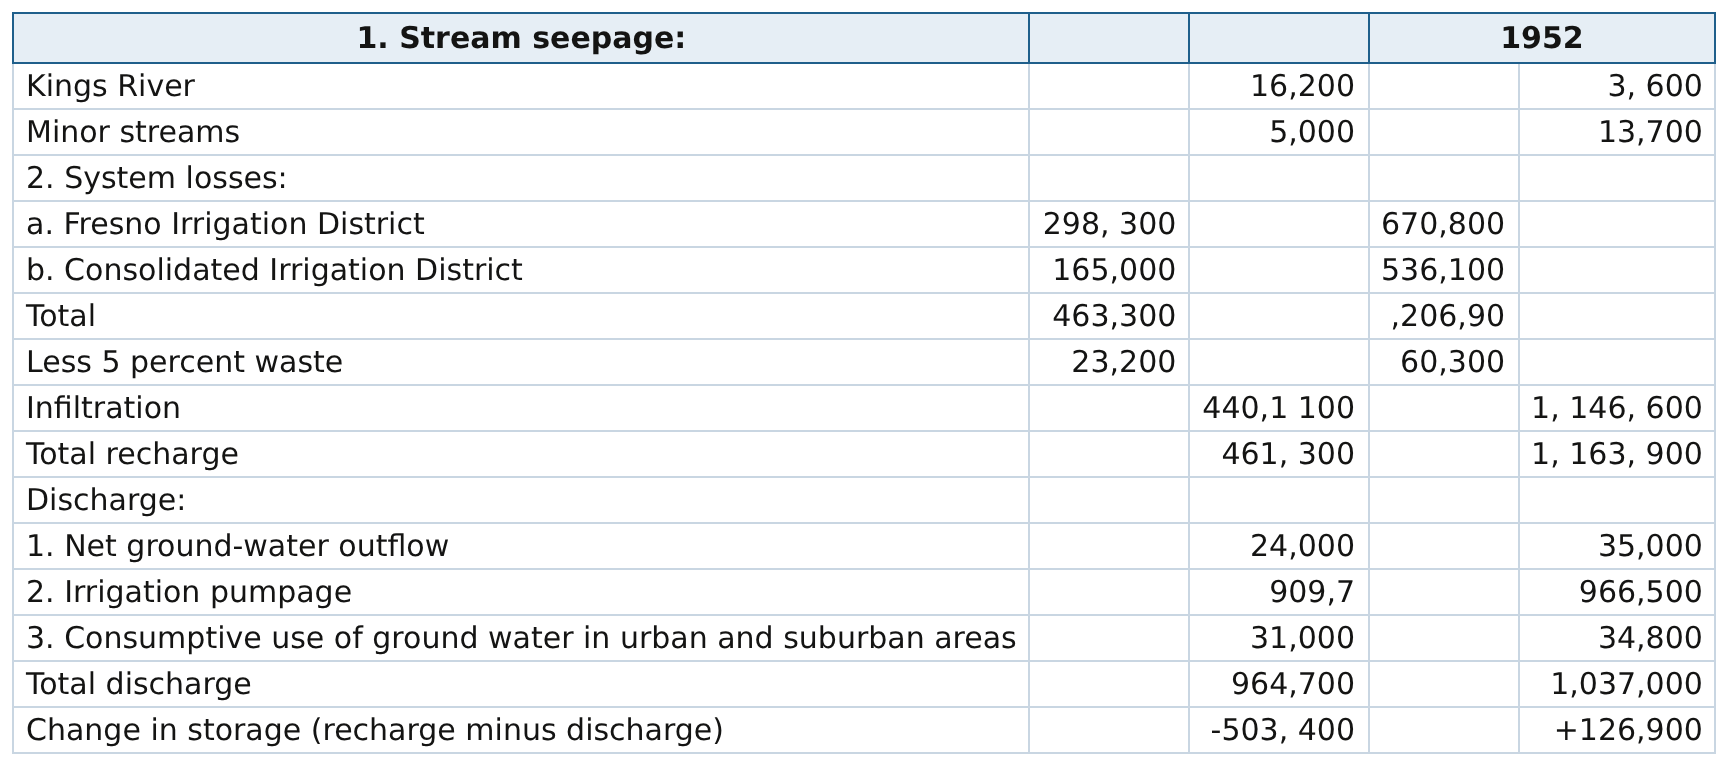 1. Stream seepage: 1952
Kings River 16,200 3, 600
Minor streams 5,000 13,700
2. System losses:
a. Fresno Irrigation District 298, 300 670,800
b. Consolidated Irrigation District 165,000 536,100
Total 463,300 ,206,90
Less 5 percent waste 23,200 60,300
Infiltration 440,1 100 1, 146, 600
Total recharge 461, 300 1, 163, 900
Discharge:
1. Net ground-water outflow 24,000 35,000
2. Irrigation pumpage 909,7 966,500
3. Consumptive use of ground water in urban and suburban areas 31,000 34,800
Total discharge 964,700 1,037,000
Change in storage (recharge minus discharge) -503, 400 +126,900